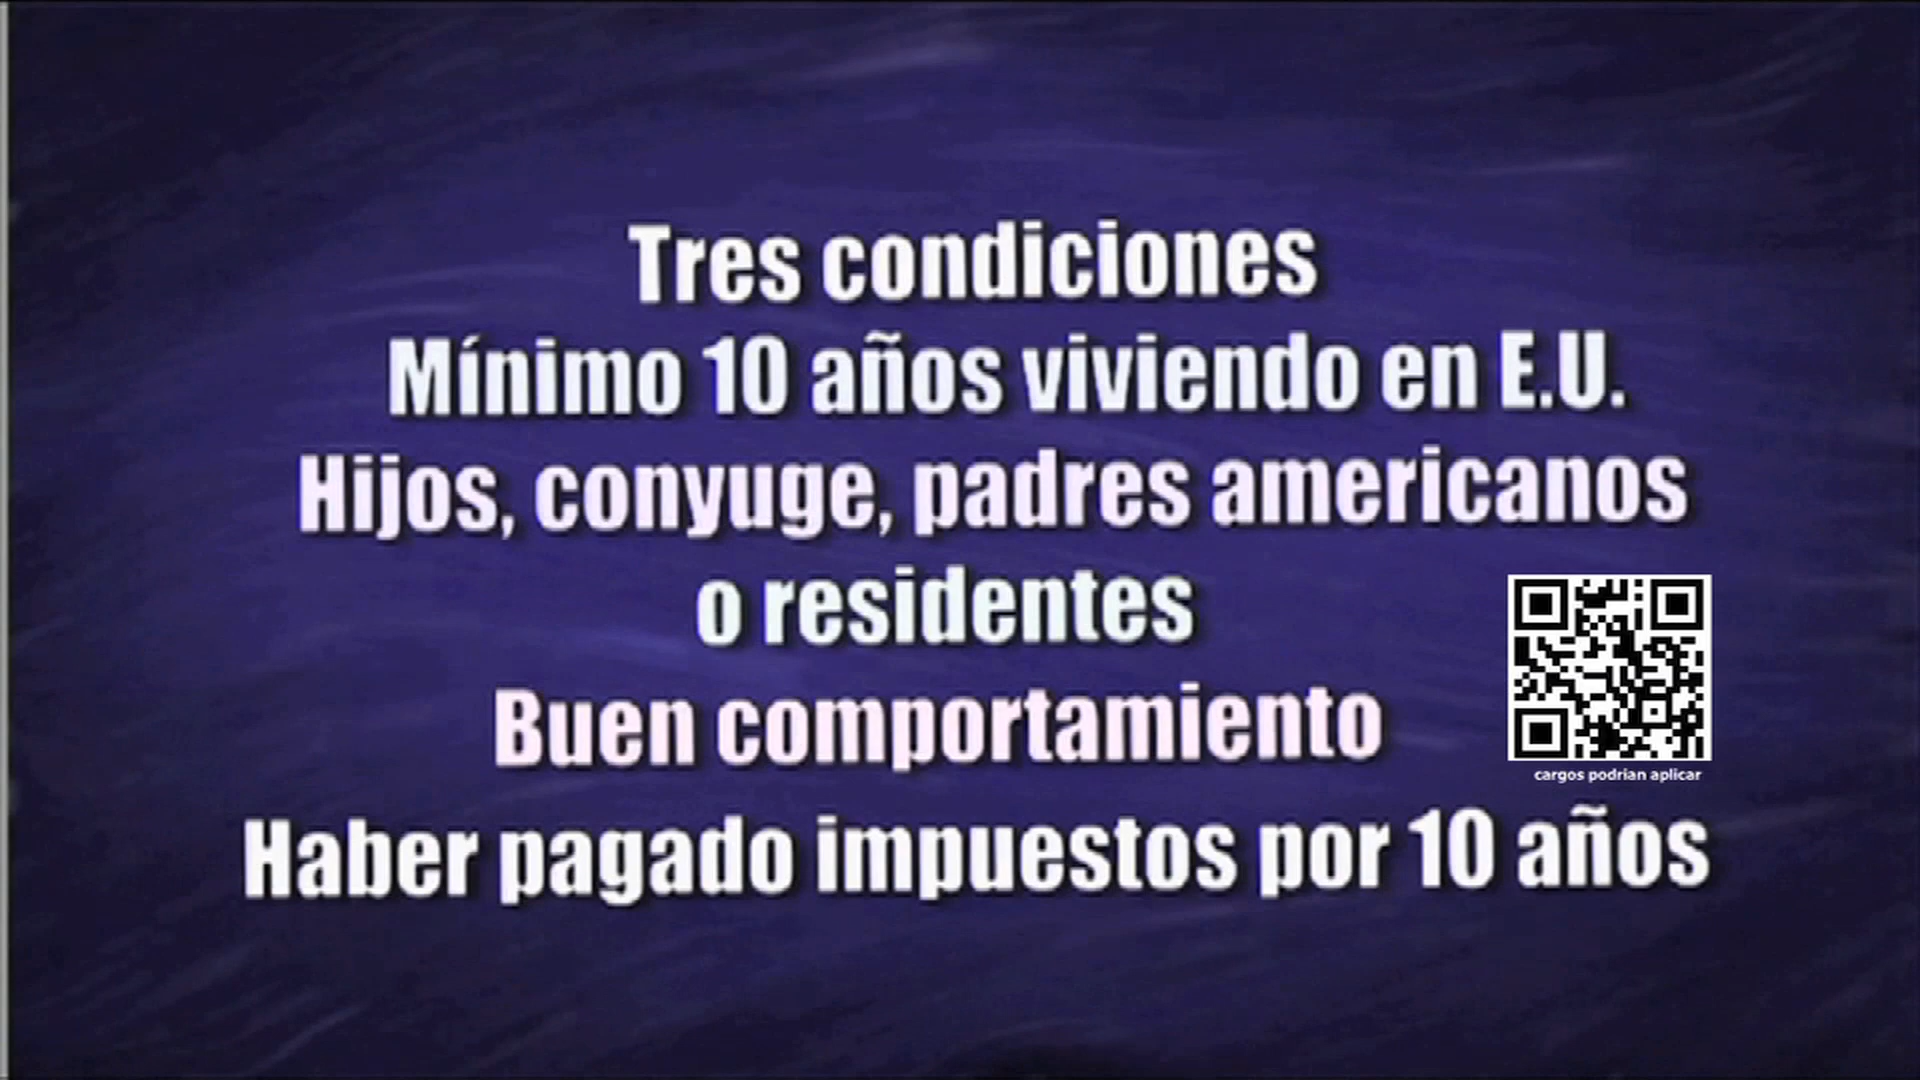 Tres condiciones
Mínimo 10 años viviendo en E.U.
Hijos, conyuge, padres americanos
o residentes
Buen comportamiento
cargos podrian aplicar
Haber pagado impuestos por 10 años